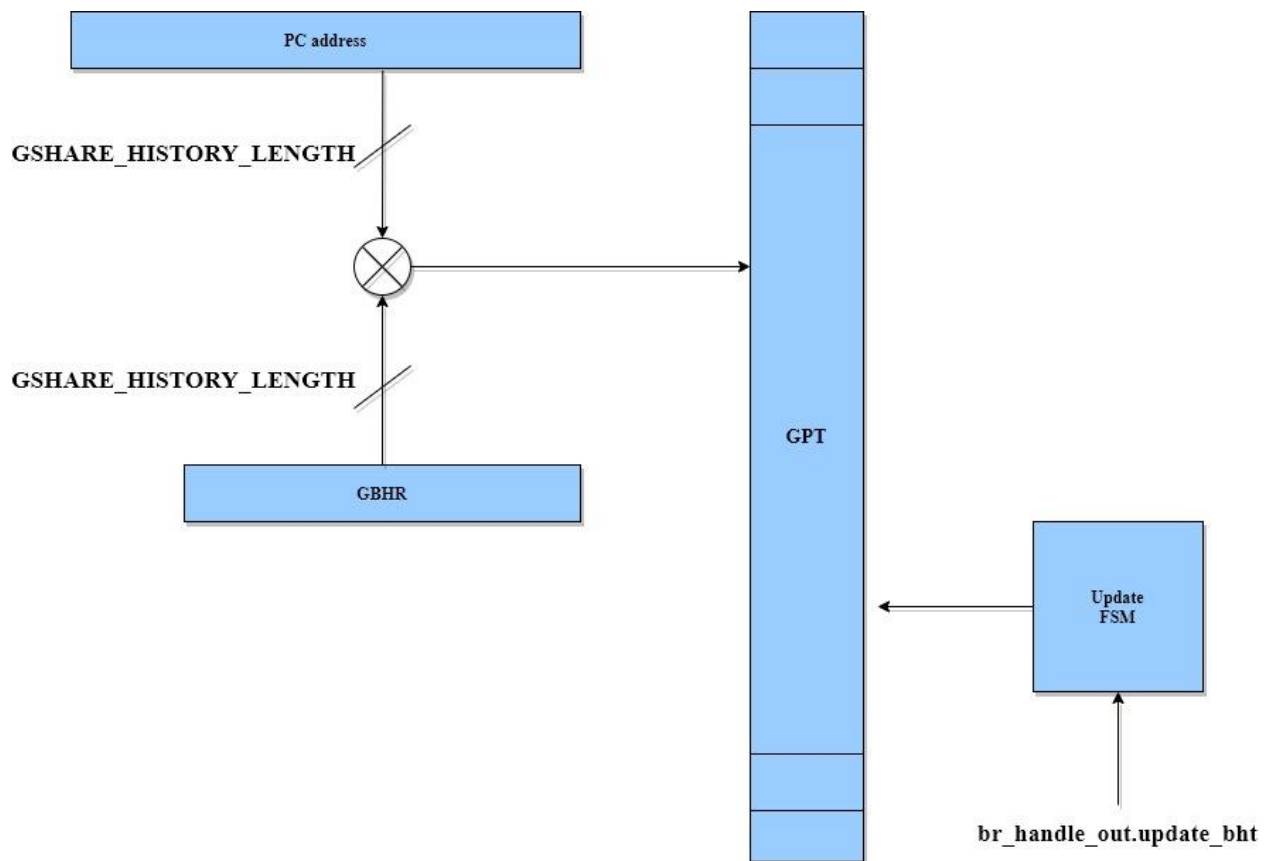 PC address
GSHARE_HISTORY_LENGTH
GSHARE_HISTORY_LENGTH
GBHR
GPT
Update
FSM
br_handle_out.update_bht